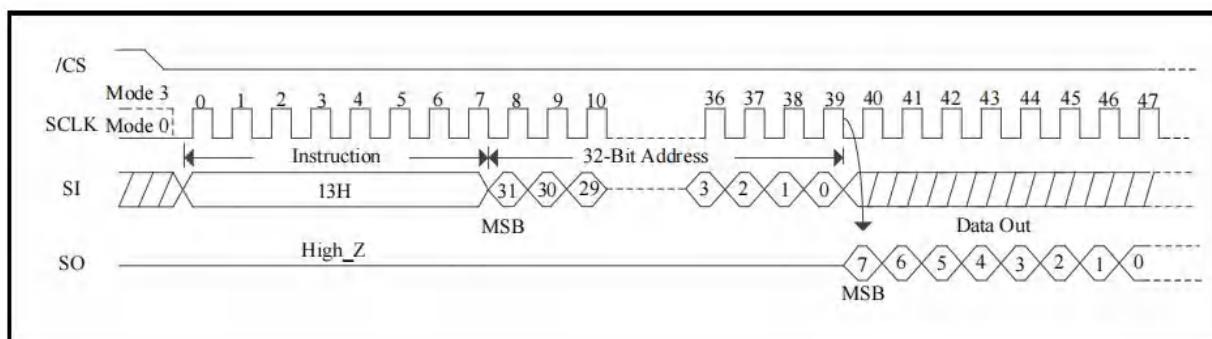 /CS
Mode 3
0 1 2 3 4 5 6 7 8 9 10 36 37 38 39 40 41 42 43 44 45 46 47
SCLK Mode 0
Instruction 32-Bit Address
SI 13H 31 30 29 3 2 1 0
MSB Data Out
High_Z
SO 7 6 5 4 3 2 1 0
MSB